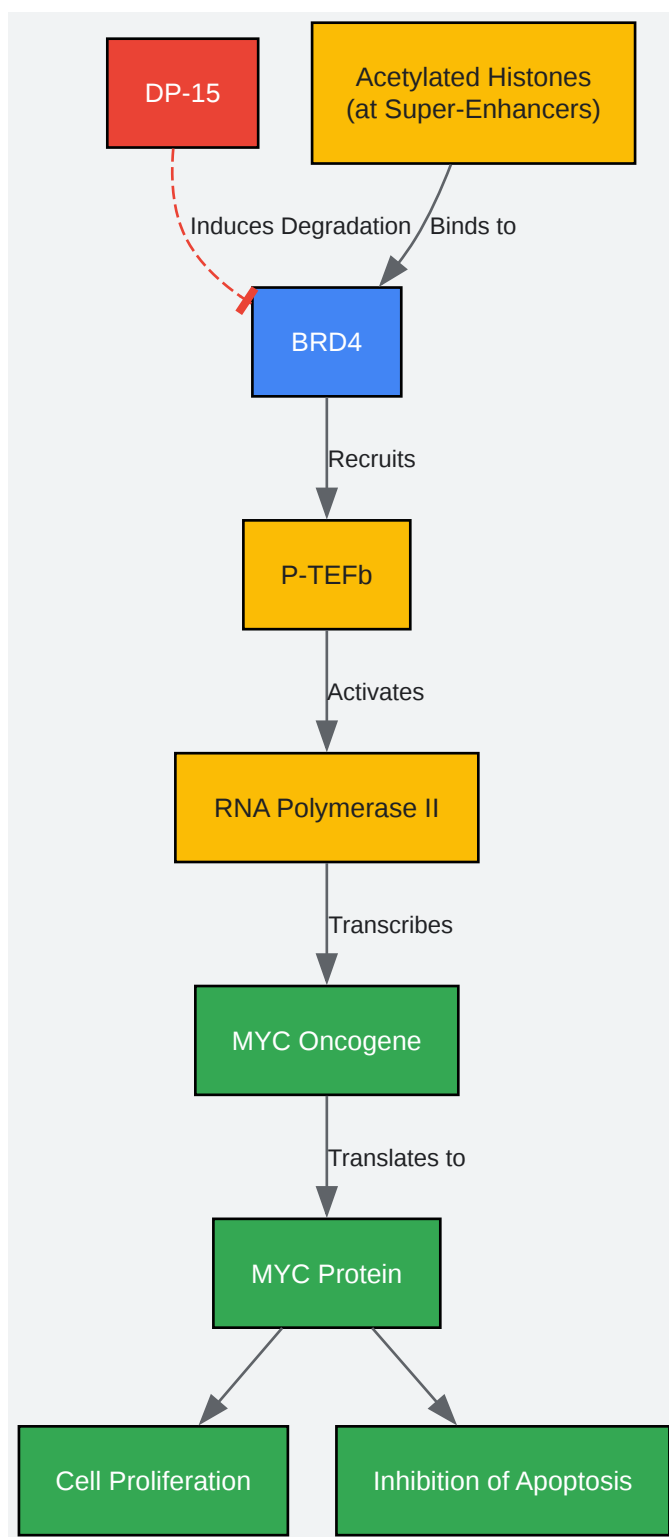 DP-15
Acetylated Histones
(at Super-Enhancers)
Induces Degradation
Binds to
BRD4
Recruits
P-TEFb
Activates
RNA Polymerase II
Transcribes
MYC Oncogene
Translates to
MYC Protein
Cell Proliferation
Inhibition of Apoptosis